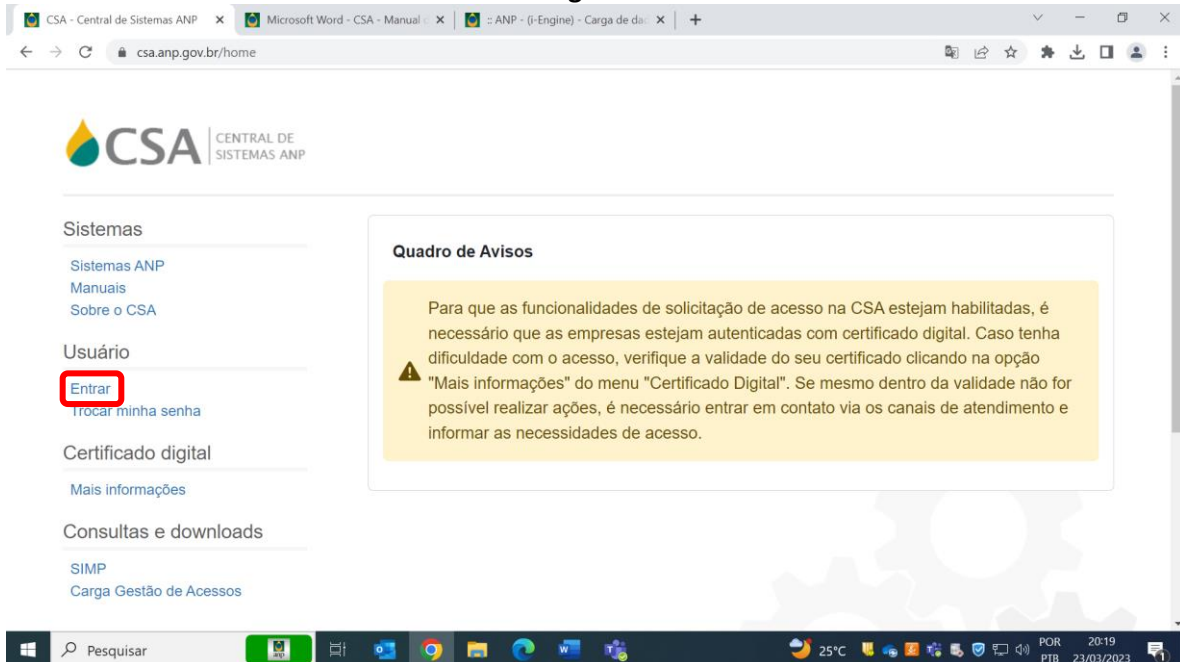 CSA - Central de Sistemas ANP
Microsoft Word - CSA - Manual
:: ANP - (i-Engine) - Carga de da
csa.anp.gov.br/home
CSA
CENTRAL DE
SISTEMAS ANP
Sistemas
Sistemas ANP
Manuais
Sobre o CSA
Usuário
Entrar
Trocar minha senha
Certificado digital
Mais informações
Consultas e downloads
SIMP
Carga Gestão de Acessos
Quadro de Avisos
Para que as funcionalidades de solicitação de acesso na CSA estejam habilitadas, é
necessário que as empresas estejam autenticadas com certificado digital. Caso tenha
dificuldade com o acesso, verifique a validade do seu certificado clicando na opção
"Mais informações" do menu "Certificado Digital". Se mesmo dentro da validade não for
possível realizar ações, é necessário entrar em contato via os canais de atendimento e
informar as necessidades de acesso.
Pesquisar
anp
25°C
POR
PTB
20:19
23/03/2023